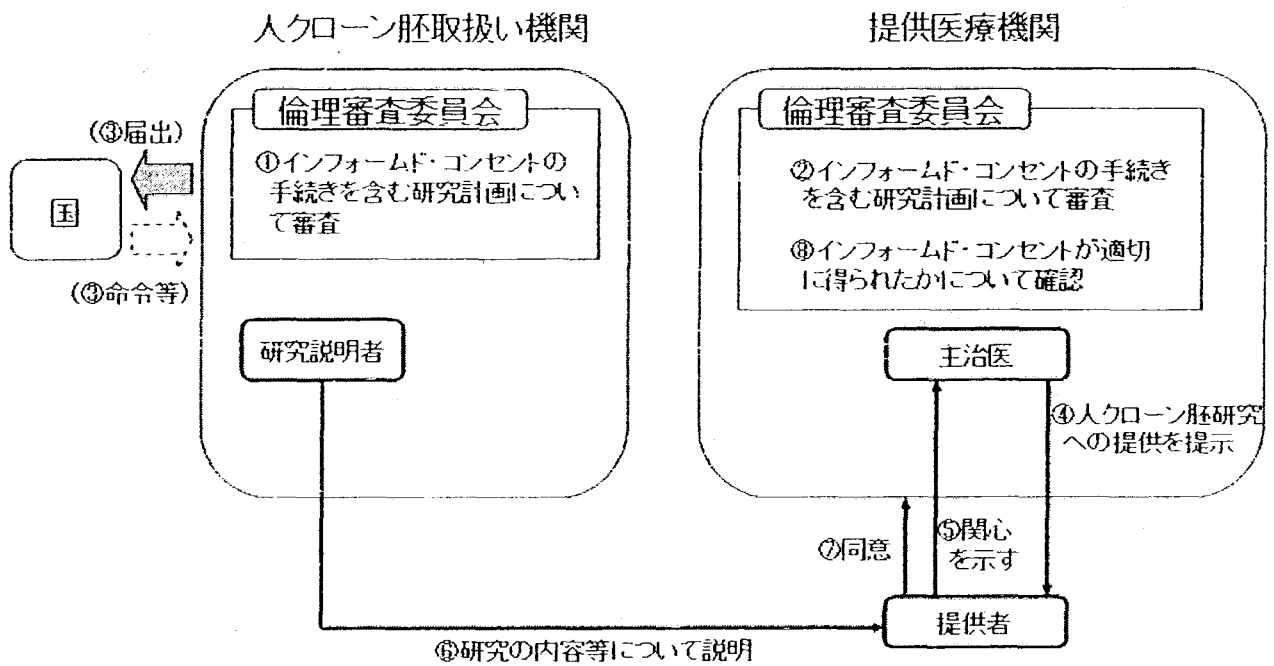 人クローン胚取扱い機関
提供医療機関
倫理審査委員会
①インフォームド・コンセントの
手続きを含む研究計画につい
て審査
(③届出)
国
(③命令等)
研究説明者
倫理審査委員会
②インフォームド・コンセントの手続き
を含む研究計画について審査
⑧インフォームド・コンセントが適切
に得られたかについて確認
主治医
④人クローン胚研究
への提供を提示
⑤関心
を示す
⑦同意
提供者
⑥研究の内容等について説明